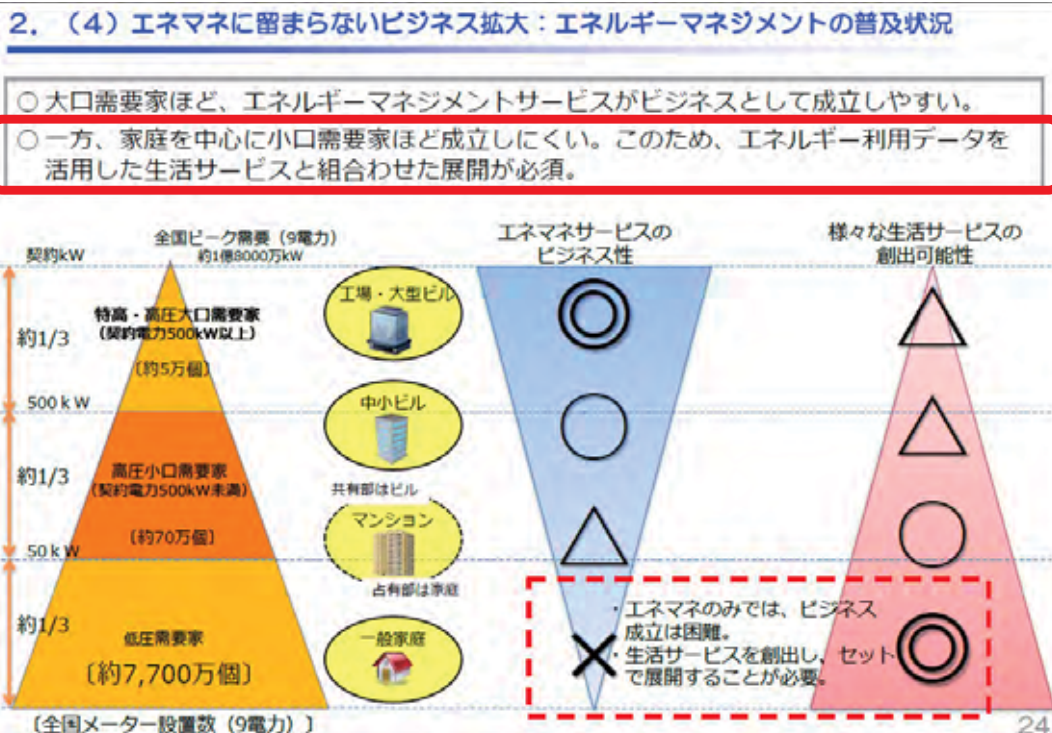 2．（4）エネマネに留まらないビジネス拡大：エネルギーマネジメントの普及状況
○ 大口需要家ほど、エネルギーマネジメントサービスがビジネスとして成立しやすい。
○ 一方、家庭を中心に小口需要家ほど成立しにくい。このため、エネルギー利用データを
活用した生活サービスと組合わせた展開が必須。
契約kW
全国ピーク需要（9電力）
約1億8000万kW
エネマネサービスの
ビジネス性
様々な生活サービスの
創出可能性
約1/3
特高・高圧大口需要家
（契約電力500kW以上）
〔約5万個〕
工場・大型ビル
◎
△
500ｋW
約1/3
高圧小口需要家
（契約電力500kW未満）
〔約70万個〕
中小ビル
○
△
共有部はビル
マンション
△
○
占有部は家庭
50ｋW
約1/3
低圧需要家
〔約7,700万個〕
一般家庭
×
・エネマネのみでは、ビジネス
成立は困難。
・生活サービスを創出し、セット
で展開することが必要。
◎
〔全国メーター設置数（9電力）〕
24